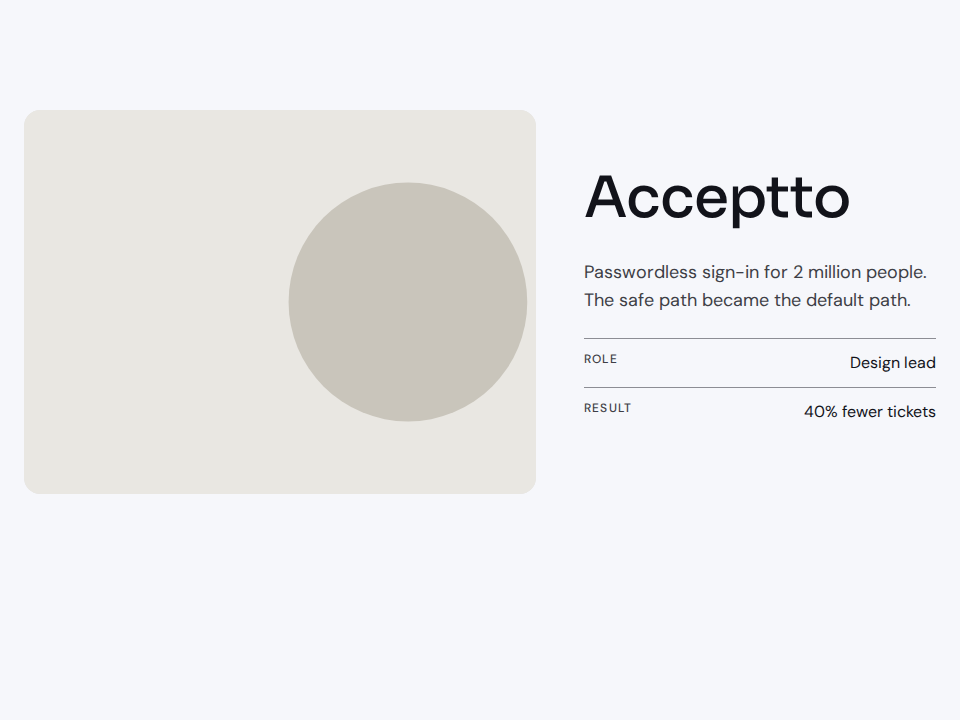 Acceptto
Passwordless sign-in for 2 million people.
The safe path became the default path.
ROLE
Design lead
RESULT
40% fewer tickets